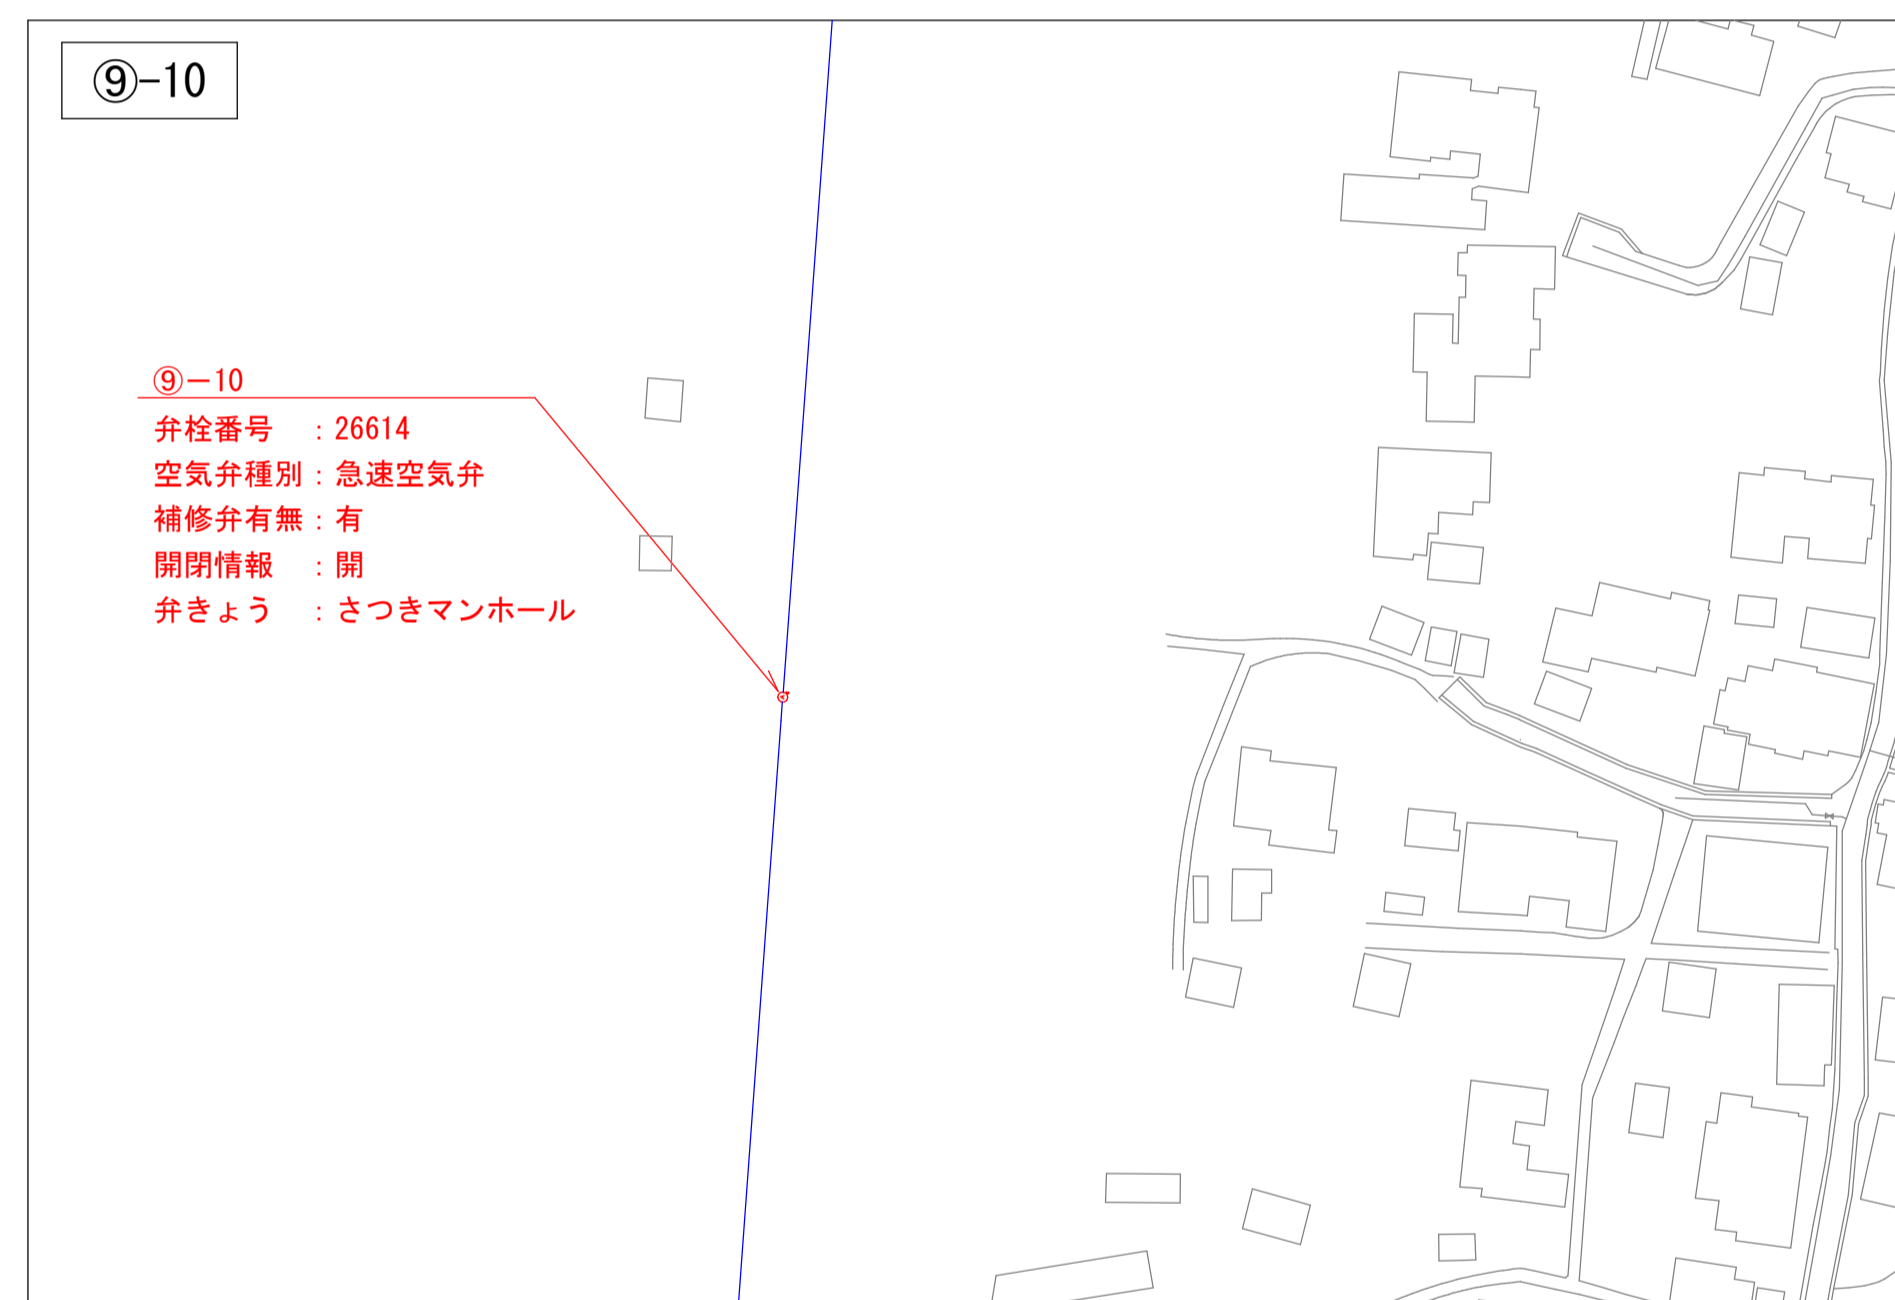 ⑨-10
⑨－10
弁栓番号　：26614
空気弁種別：急速空気弁
補修弁有無：有
開閉情報　：開
弁きょう　：さつきマンホール